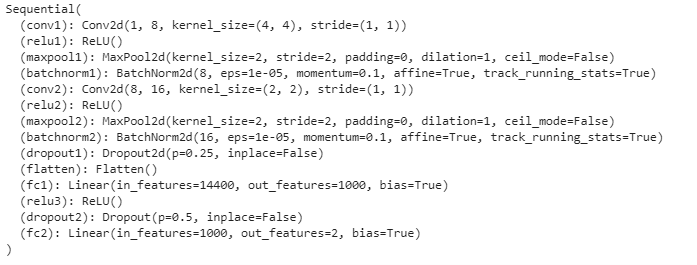 Sequential(
  (conv1): Conv2d(1, 8, kernel_size=(4, 4), stride=(1, 1))
  (relu1): ReLU()
  (maxpool1): MaxPool2d(kernel_size=2, stride=2, padding=0, dilation=1, ceil_mode=False)
  (batchnorm1): BatchNorm2d(8, eps=1e-05, momentum=0.1, affine=True, track_running_stats=True)
  (conv2): Conv2d(8, 16, kernel_size=(2, 2), stride=(1, 1))
  (relu2): ReLU()
  (maxpool2): MaxPool2d(kernel_size=2, stride=2, padding=0, dilation=1, ceil_mode=False)
  (batchnorm2): BatchNorm2d(16, eps=1e-05, momentum=0.1, affine=True, track_running_stats=True)
  (dropout1): Dropout2d(p=0.25, inplace=False)
  (flatten): Flatten()
  (fc1): Linear(in_features=14400, out_features=1000, bias=True)
  (relu3): ReLU()
  (dropout2): Dropout(p=0.5, inplace=False)
  (fc2): Linear(in_features=1000, out_features=2, bias=True)
)